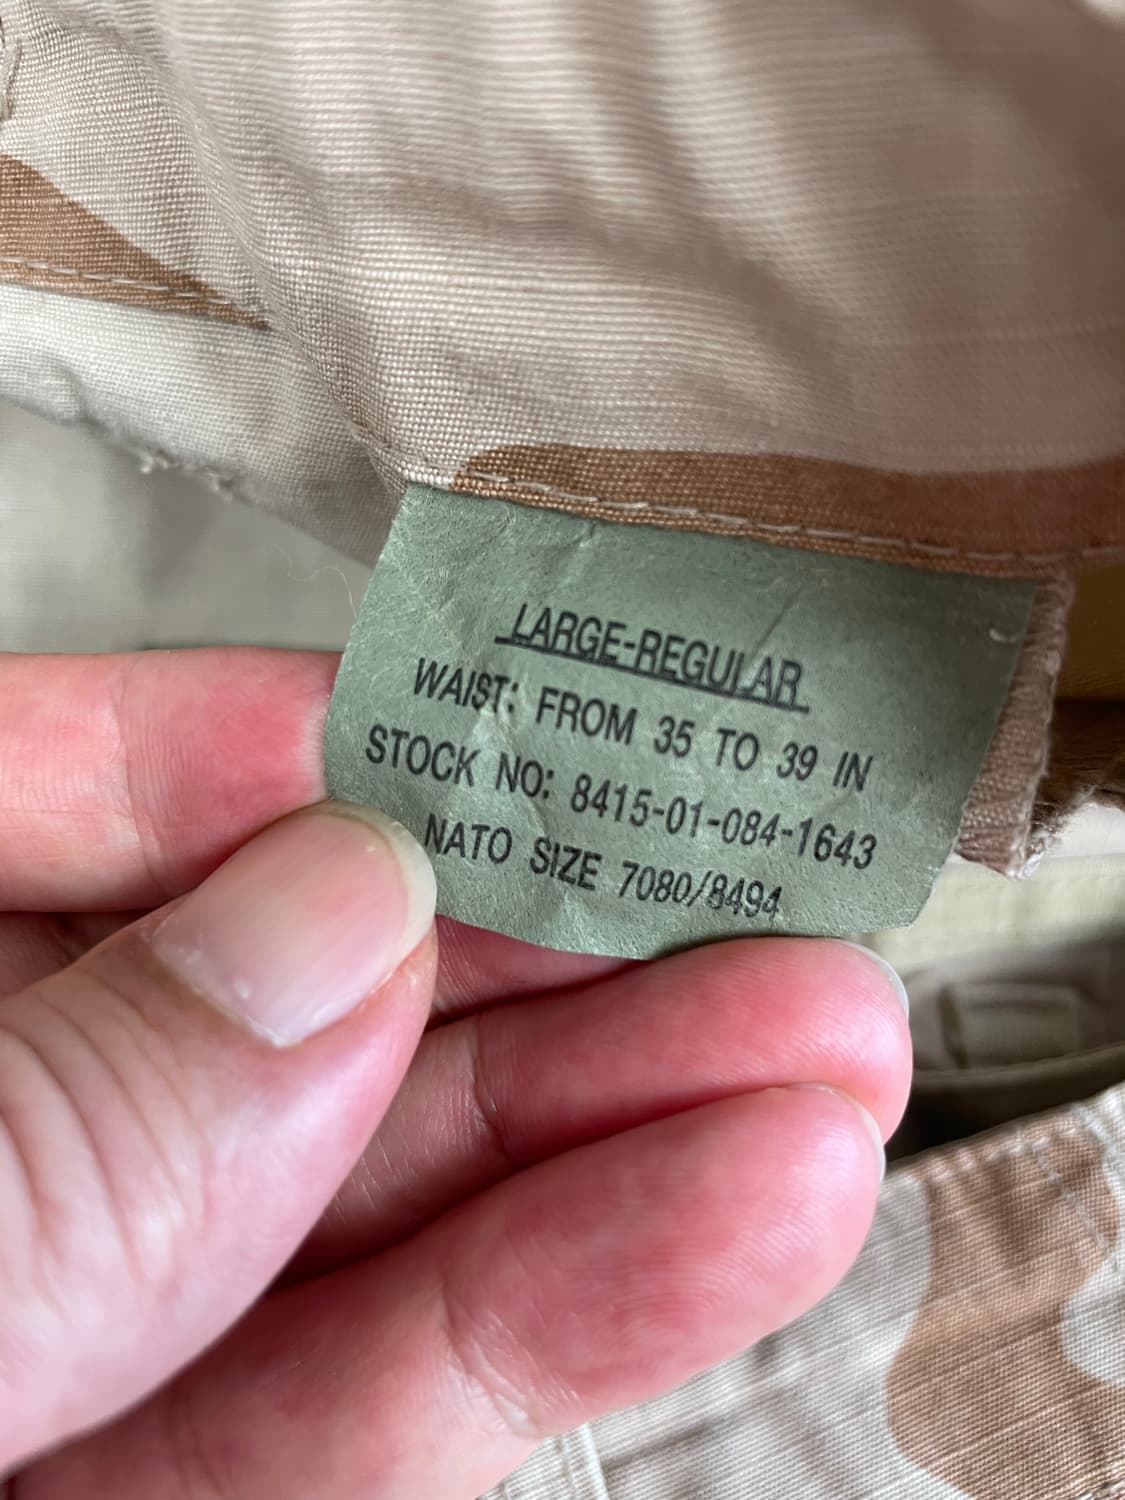 LARGE-REGULAR
WAIST: FROM 35 TO 39 IN
STOCK NO: 8415-01-084-1643
NATO SIZE 7080/8494